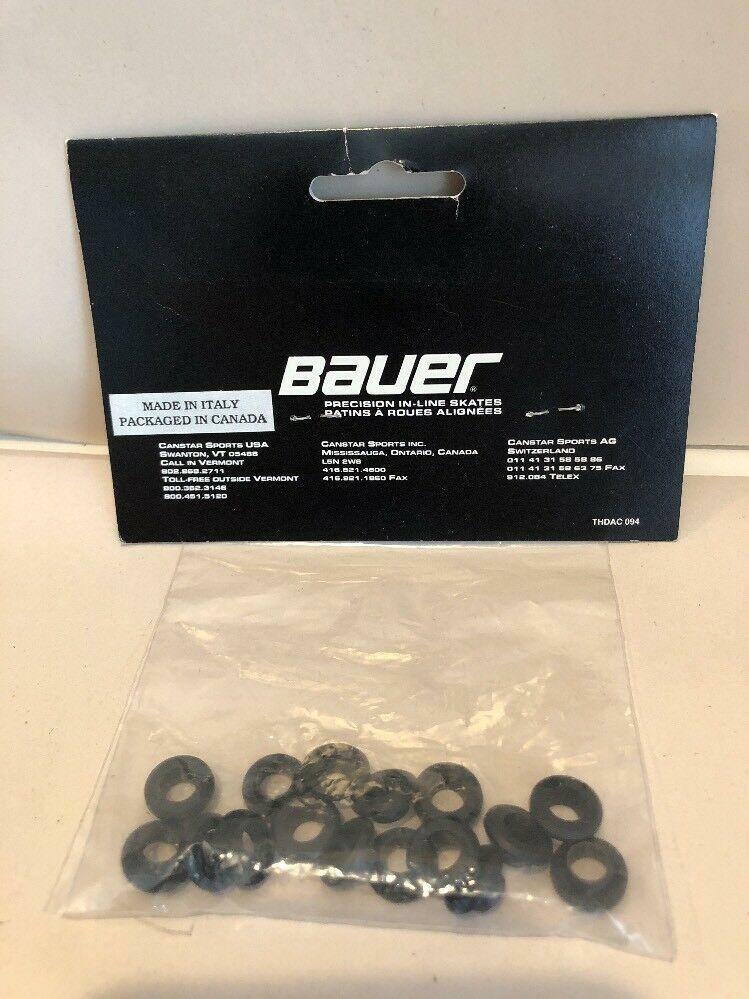 BAUER®
PRECISION IN-LINE SKATES
PATINS À ROUES ALIGNÉES
MADE IN ITALY
PACKAGED IN CANADA
CANSTAR SPORTS USA
SWANTON, VT 05488
CALL IN VERMONT
802.868.2711
TOLL-FREE OUTSIDE VERMONT
800.362.3146
800.451.5120
CANSTAR SPORTS INC.
MISSISSAUGA, ONTARIO, CANADA
L5N 2W6
416.821.4600
416.821.1860 FAX
CANSTAR SPORTS AG
SWITZERLAND
011 41 31 58 58 86
011 41 31 58 63 75 FAX
912.084 TELEX
THDAC 094